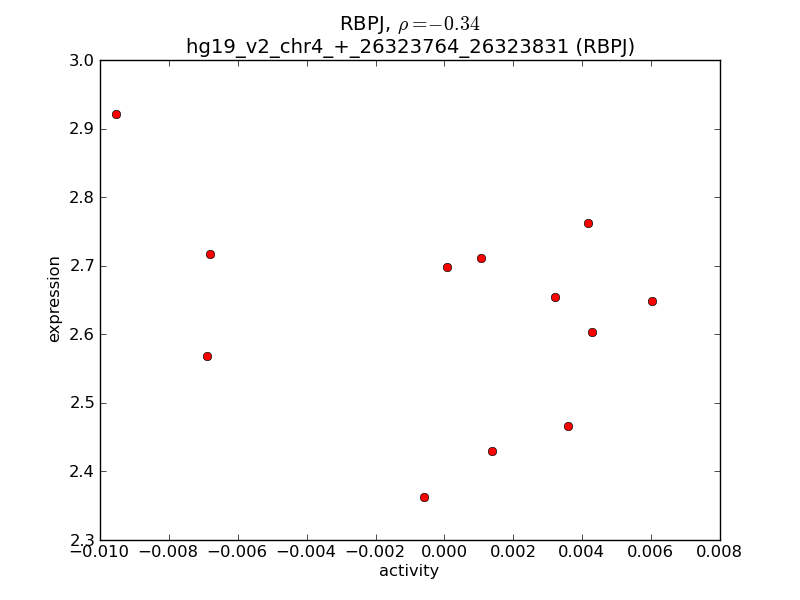 RBPJ, ρ=−0.34
hg19_v2_chr4_+_26323764_26323831 (RBPJ)
3.0
2.9
2.8
2.7
2.6
2.5
2.4
2.3
expression
−0.010 −0.008 −0.006 −0.004 −0.002 0.000 0.002 0.004 0.006 0.008
activity